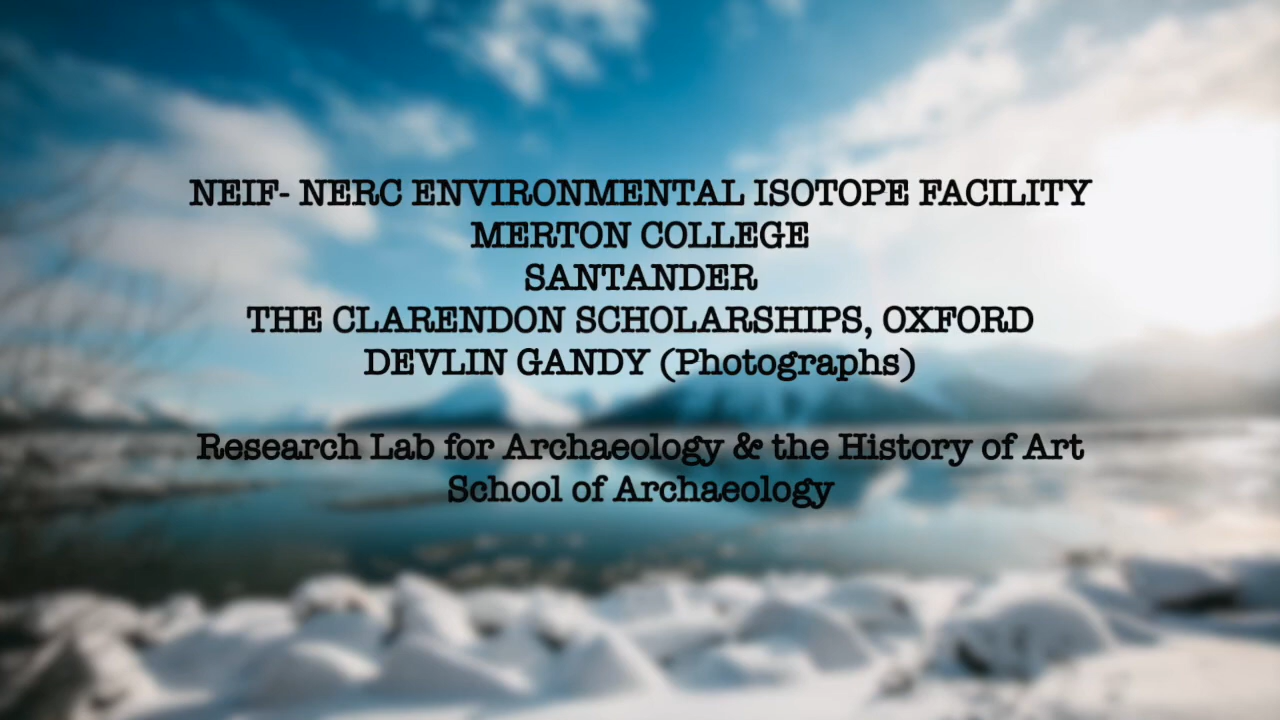 NEIF- NERC ENVIRONMENTAL ISOTOPE FACILITY
MERTON COLLEGE
SANTANDER
THE CLARENDON SCHOLARSHIPS, OXFORD
DEVLIN GANDY (Photographs)
Research Lab for Archaeology & the History of Art
School of Archaeology